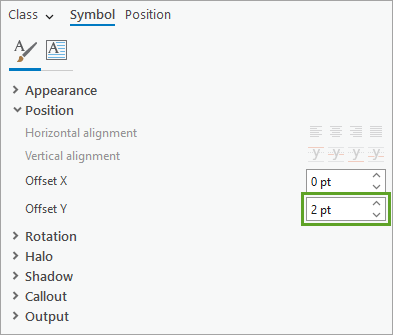 Class Symbol Position
Appearance
Position
Horizontal alignment
Vertical alignment
Offset X 0 pt
Offset Y 2 pt
Rotation
Halo
Shadow
Callout
Output